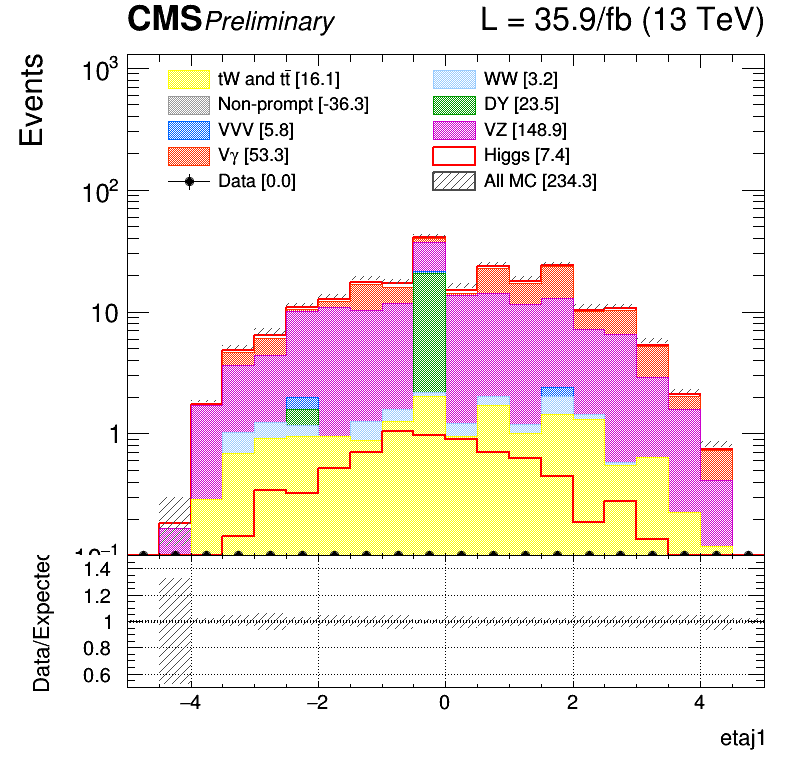 CMS Preliminary L = 35.9/fb (13 TeV)
Events
10³
10²
10
1
10⁻¹
tW and tt̄ [16.1]
Non-prompt [-36.3]
VVV [5.8]
Vγ [53.3]
Data [0.0]
WW [3.2]
DY [23.5]
VZ [148.9]
Higgs [7.4]
All MC [234.3]
Data/Expected
1.4
1.2
1
0.8
0.6
−4 −2 0 2 4
etaj1